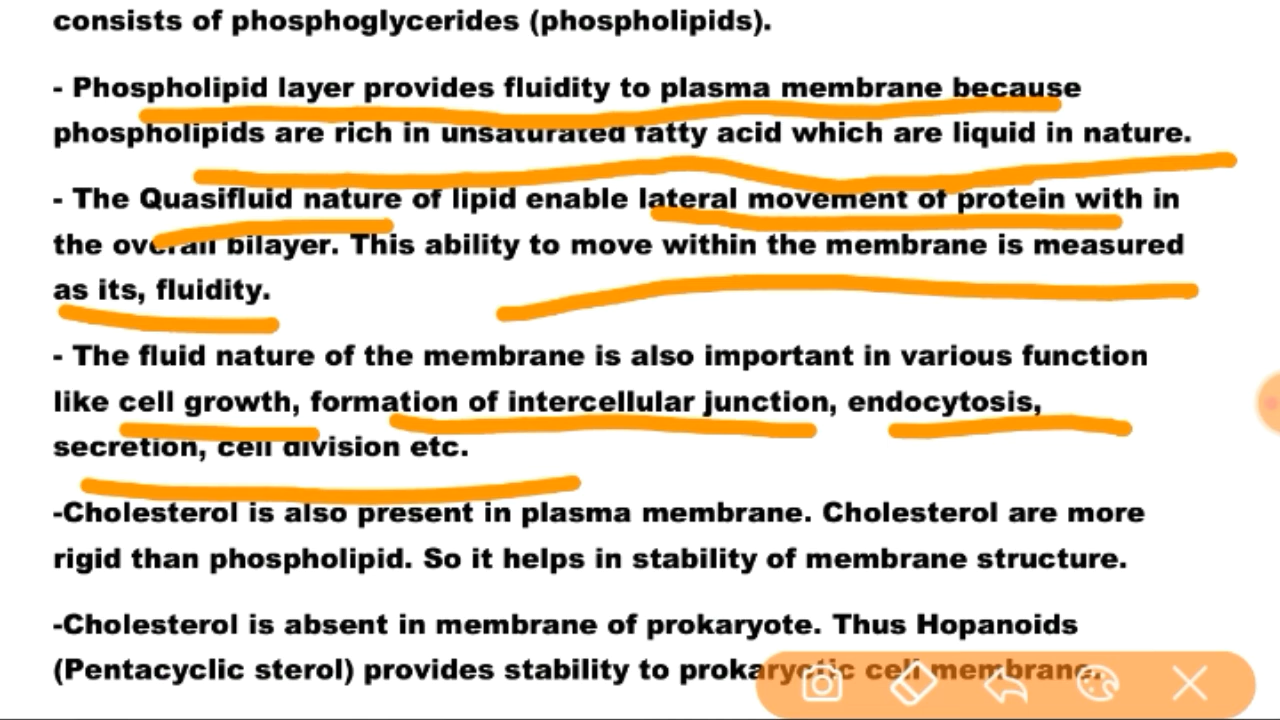 consists of phosphoglycerides (phospholipids).
- Phospholipid layer provides fluidity to plasma membrane because
phospholipids are rich in unsaturated fatty acid which are liquid in nature.
- The Quasifluid nature of lipid enable lateral movement of protein with in
the overall bilayer. This ability to move within the membrane is measured
as its, fluidity.
- The fluid nature of the membrane is also important in various function
like cell growth, formation of intercellular junction, endocytosis,
secretion, cell division etc.
-Cholesterol is also present in plasma membrane. Cholesterol are more
rigid than phospholipid. So it helps in stability of membrane structure.
-Cholesterol is absent in membrane of prokaryote. Thus Hopanoids
(Pentacyclic sterol) provides stability to prokaryotic cell membrane.